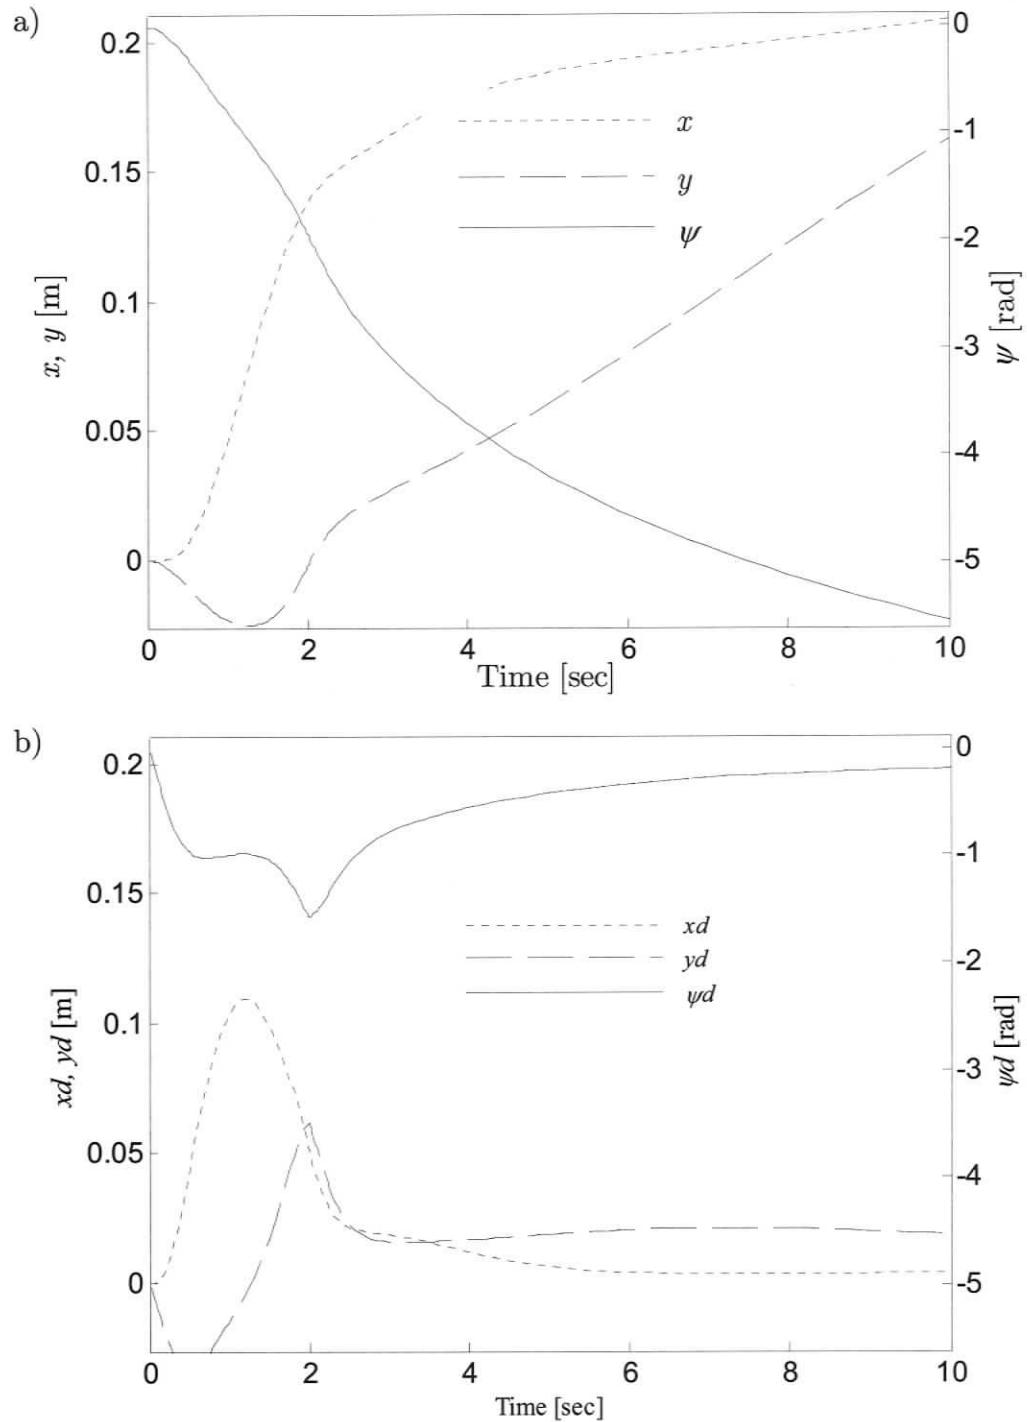 a)
0.2
0.15
0.1
0.05
0
x, y [m]
0
-1
-2
-3
-4
-5
ψ [rad]
x
y
ψ
0 2 4 6 8 10
Time [sec]
b)
0.2
0.15
0.1
0.05
0
xd, yd [m]
0
-1
-2
-3
-4
-5
ψd [rad]
xd
yd
ψd
0 2 4 6 8 10
Time [sec]